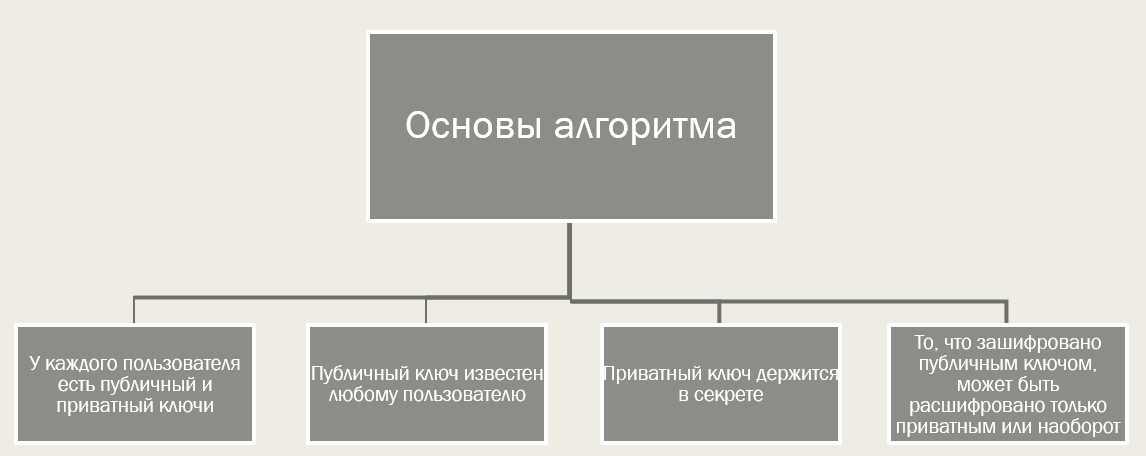 Основы алгоритма
У каждого пользователя
есть публичный и
приватный ключи
Публичный ключ известен
любому пользователю
Приватный ключ держится
в секрете
То, что зашифровано
публичным ключом,
может быть
расшифровано только
приватным или наоборот